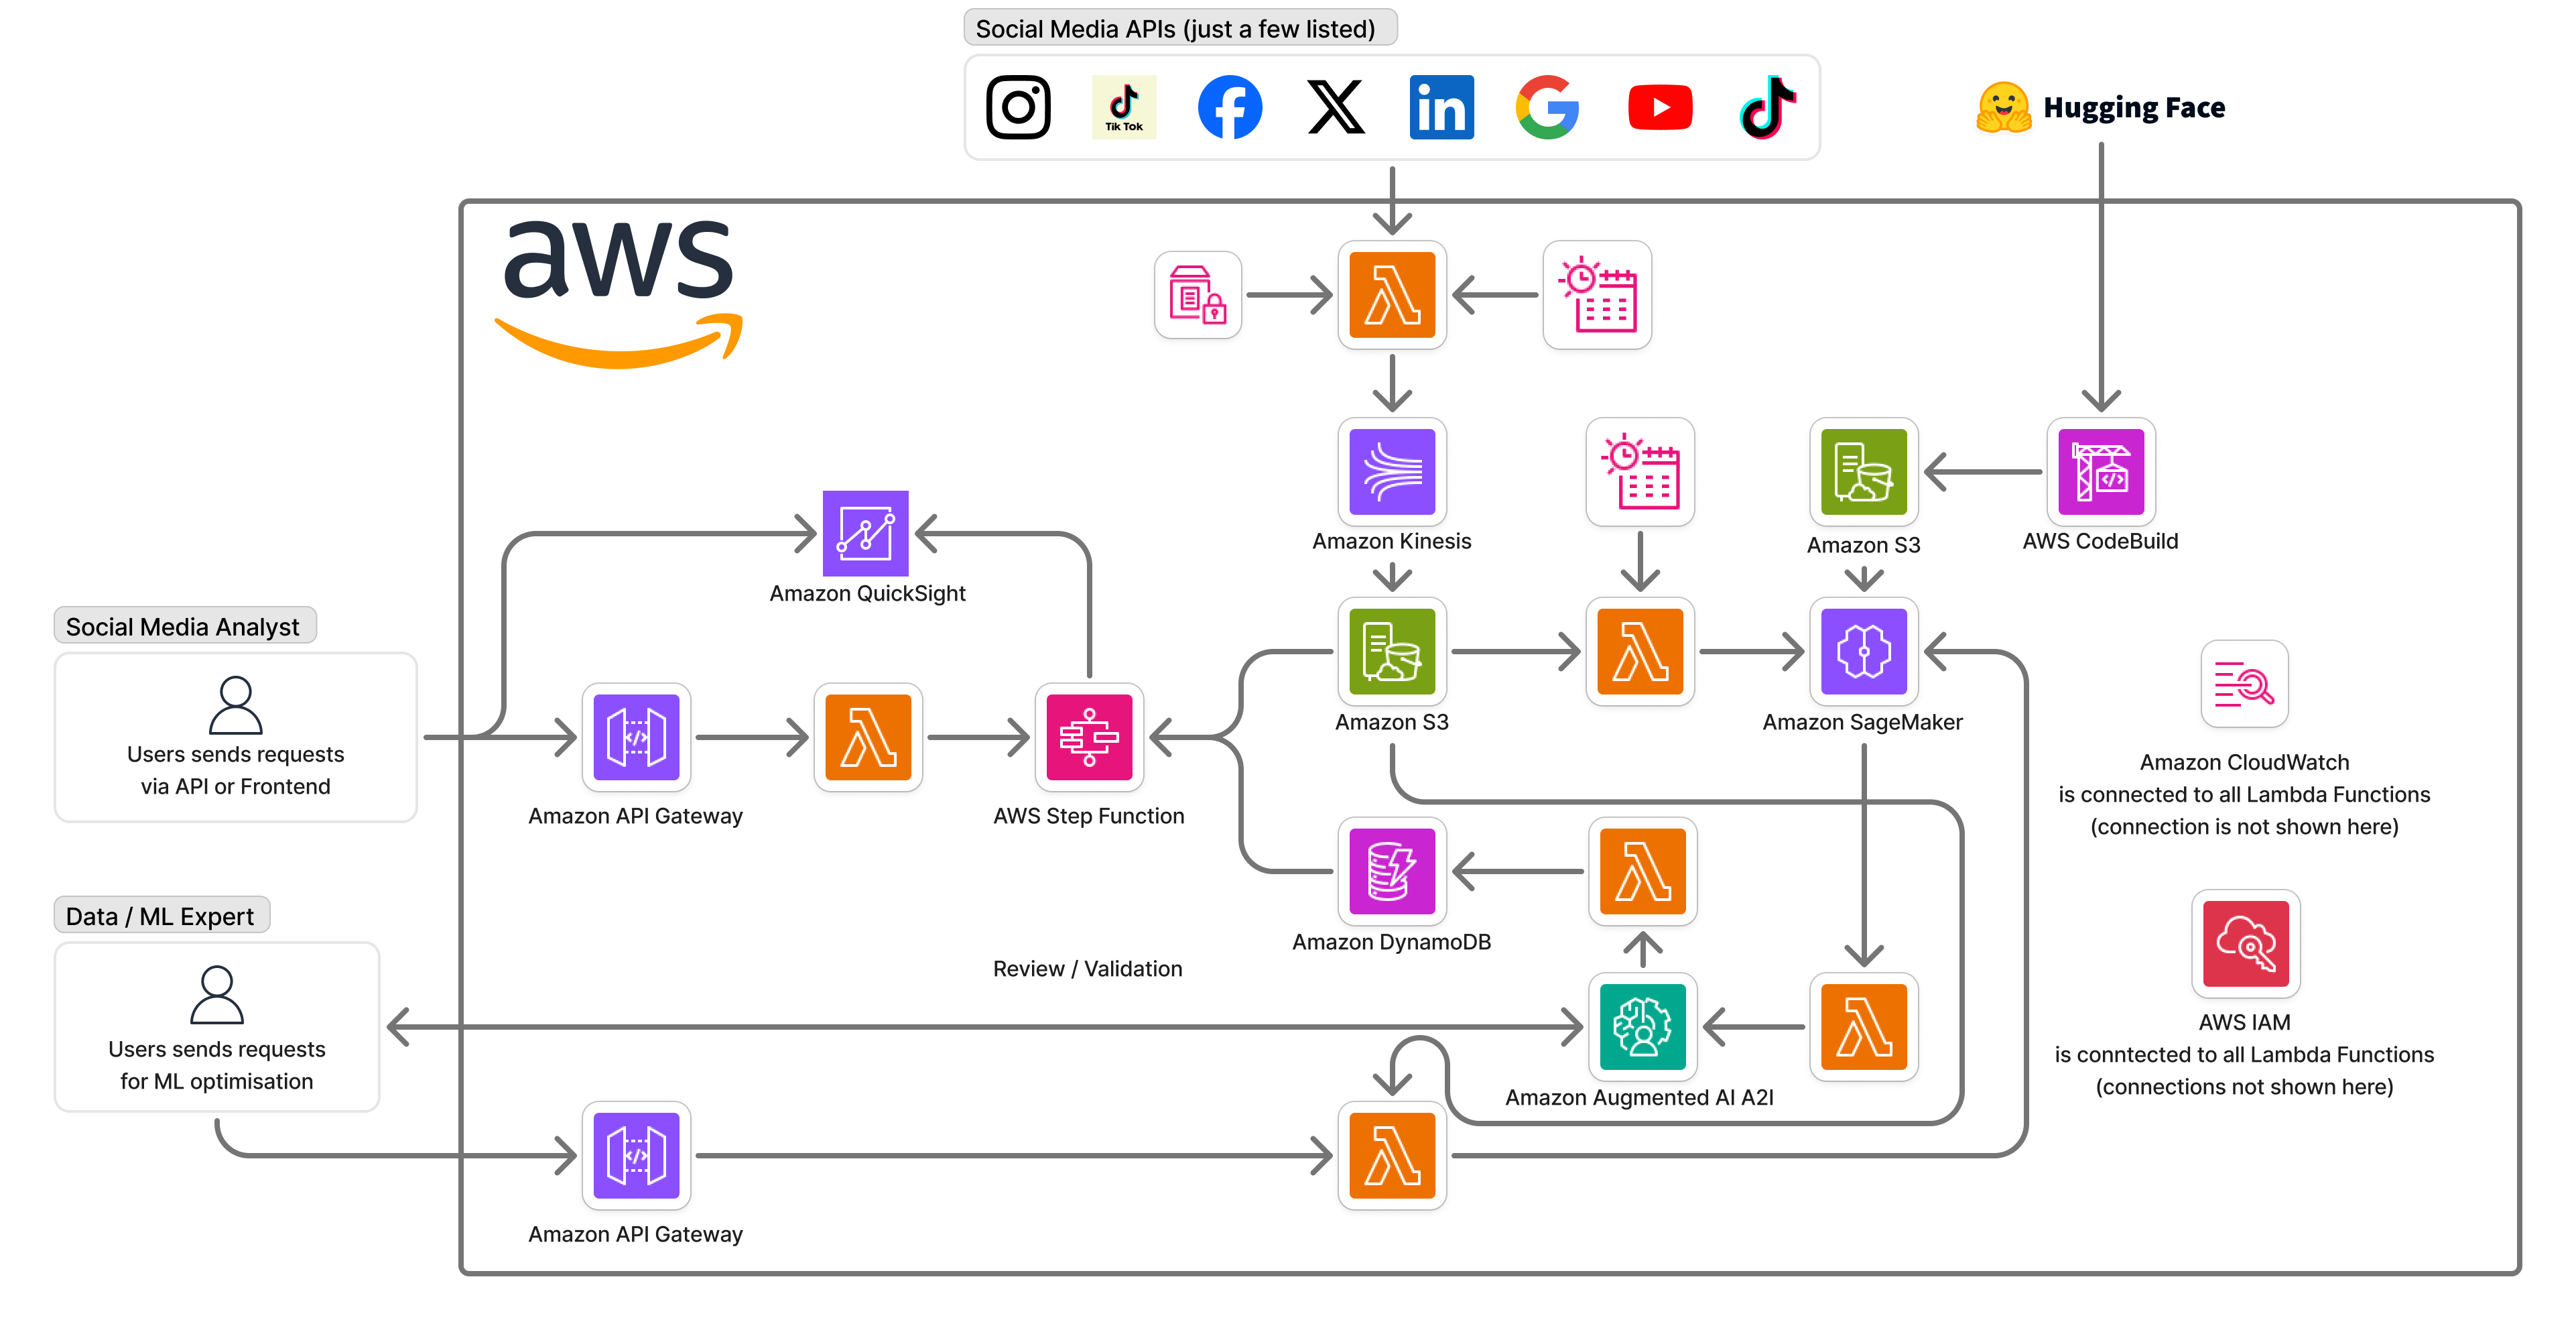 Social Media APIs (just a few listed)
Tik Tok
Hugging Face
aws
Amazon Kinesis
Amazon S3
AWS CodeBuild
Amazon QuickSight
Social Media Analyst
Users sends requests
via API or Frontend
Amazon API Gateway
AWS Step Function
Amazon S3
Amazon SageMaker
Amazon CloudWatch
is connected to all Lambda Functions
(connection is not shown here)
Data / ML Expert
Users sends requests
for ML optimisation
Review / Validation
Amazon DynamoDB
Amazon Augmented AI A2I
AWS IAM
is conntected to all Lambda Functions
(connections not shown here)
Amazon API Gateway